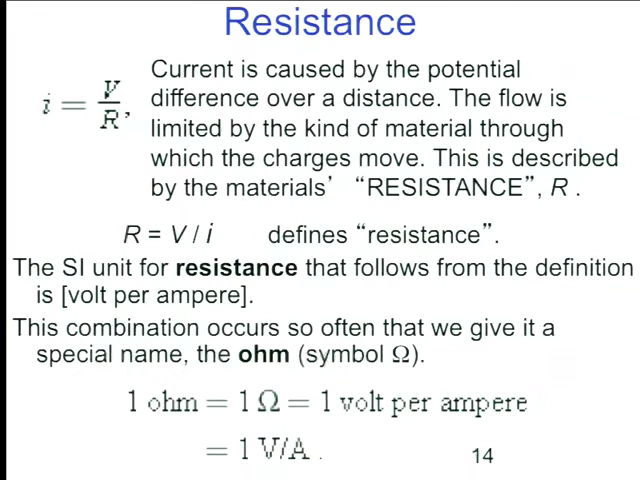 Resistance
i = V/R,
Current is caused by the potential
difference over a distance. The flow is
limited by the kind of material through
which the charges move. This is described
by the materials’ “RESISTANCE”, R .
R = V / i defines “resistance”.
The SI unit for resistance that follows from the definition
is [volt per ampere].
This combination occurs so often that we give it a
special name, the ohm (symbol Ω).
1 ohm = 1 Ω = 1 volt per ampere
= 1 V/A .
14